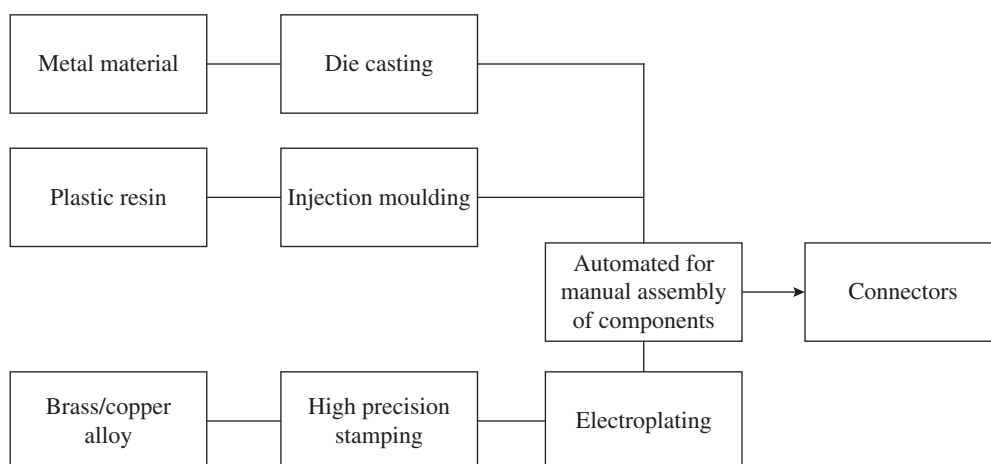 Metal material
Die casting
Plastic resin
Injection moulding
Automated for
manual assembly
of components
Connectors
Brass/copper
alloy
High precision
stamping
Electroplating